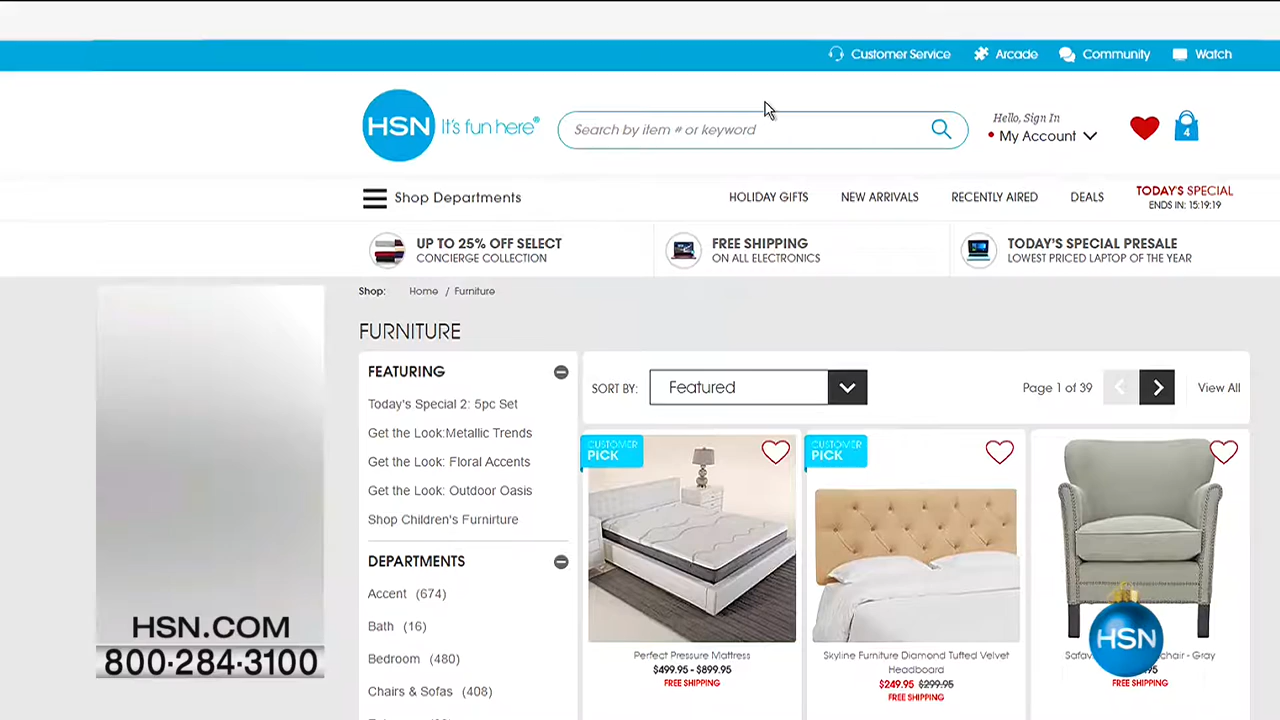 Customer Service
Arcade
Community
Watch
HSN It's fun here®
Search by item # or keyword
Hello, Sign In
My Account
4
Shop Departments
HOLIDAY GIFTS
NEW ARRIVALS
RECENTLY AIRED
DEALS
TODAY'S SPECIAL
ENDS IN: 15:19:19
UP TO 25% OFF SELECT
CONCIERGE COLLECTION
FREE SHIPPING
ON ALL ELECTRONICS
TODAY'S SPECIAL PRESALE
LOWEST PRICED LAPTOP OF THE YEAR
Shop: Home / Furniture
FURNITURE
FEATURING
Today's Special 2: 5pc Set
Get the Look:Metallic Trends
Get the Look: Floral Accents
Get the Look: Outdoor Oasis
Shop Children's Furnirture
DEPARTMENTS
Accent (674)
Bath (16)
Bedroom (480)
Chairs & Sofas (408)
SORT BY: Featured
Page 1 of 39
View All
CUSTOMER
PICK
Perfect Pressure Mattress
$499.95 - $899.95
FREE SHIPPING
CUSTOMER
PICK
Skyline Furniture Diamond Tufted Velvet
Headboard
$249.95 $299.95
FREE SHIPPING
chair - Gray
FREE SHIPPING
HSN.COM
800·284·3100
HSN